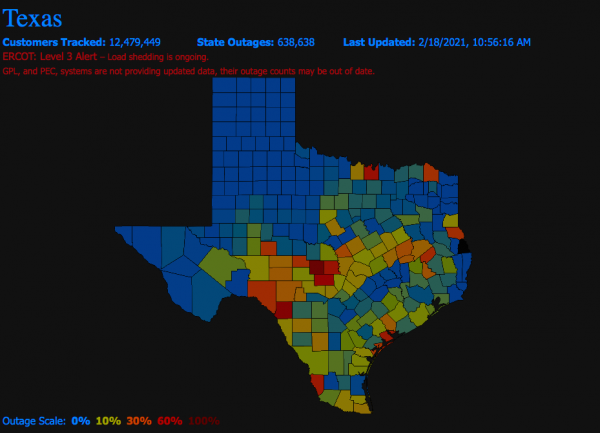 Texas
Customers Tracked: 12,479,449 State Outages: 638,638 Last Updated: 2/18/2021, 10:56:16 AM
ERCOT: Level 3 Alert – Load shedding is ongoing.
GPL, and PEC, systems are not providing updated data, their outage counts may be out of date.
Outage Scale: 0% 10% 30% 60% 100%